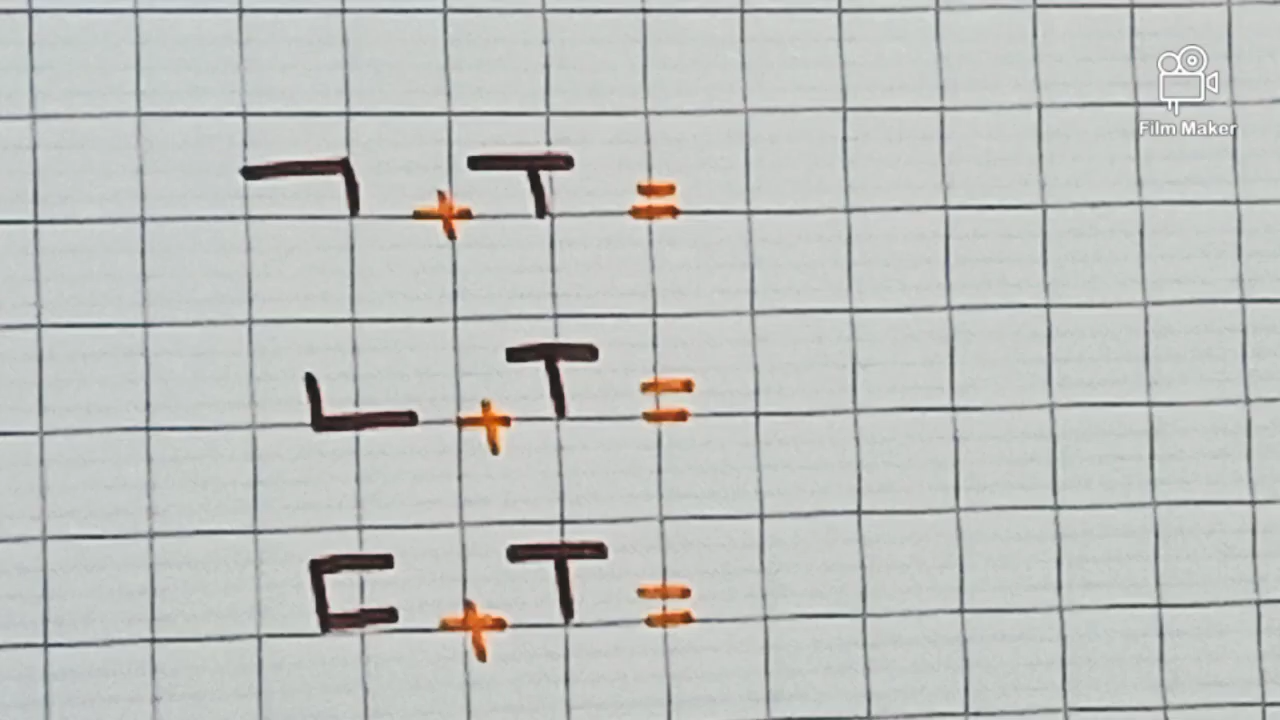 Film Maker
ㄱ + ㅜ =
ㄴ + ㅜ =
ㄷ + ㅜ =